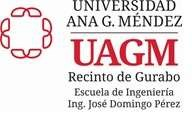 UNIVERSIDAD
ANA G. MÉNDEZ
UAGM
Recinto de Gurabo
Escuela de Ingeniería
Ing. José Domingo Pérez